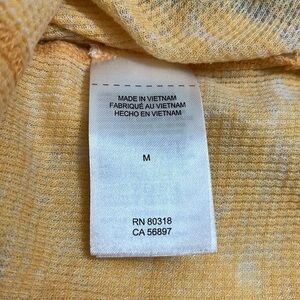 MADE IN VIETNAM
FABRIQUÉ AU VIETNAM
HECHO EN VIETNAM
M
RN 80318
CA 56897